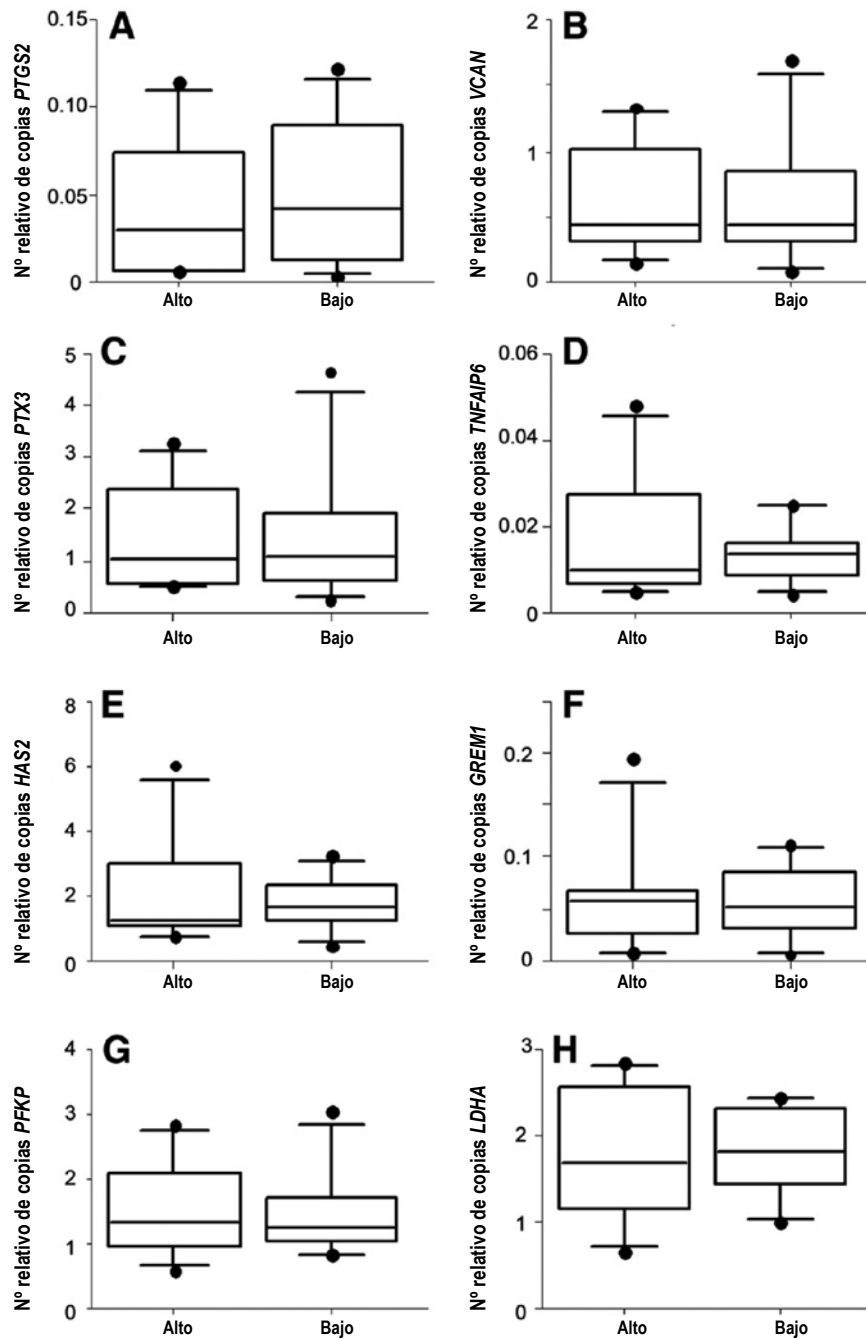 A
Nº relativo de copias PTGS2
0.15
0.10
0.05
0
Alto
Bajo
B
Nº relativo de copias VCAN
2
1
0
Alto
Bajo
C
Nº relativo de copias PTX3
5
4
3
2
1
0
Alto
Bajo
D
Nº relativo de copias TNFAIP6
0.06
0.04
0.02
0
Alto
Bajo
E
Nº relativo de copias HAS2
8
6
4
2
0
Alto
Bajo
F
Nº relativo de copias GREM1
0.2
0.1
0
Alto
Bajo
G
Nº relativo de copias PFKP
4
3
2
1
0
Alto
Bajo
H
Nº relativo de copias LDHA
3
2
1
0
Alto
Bajo